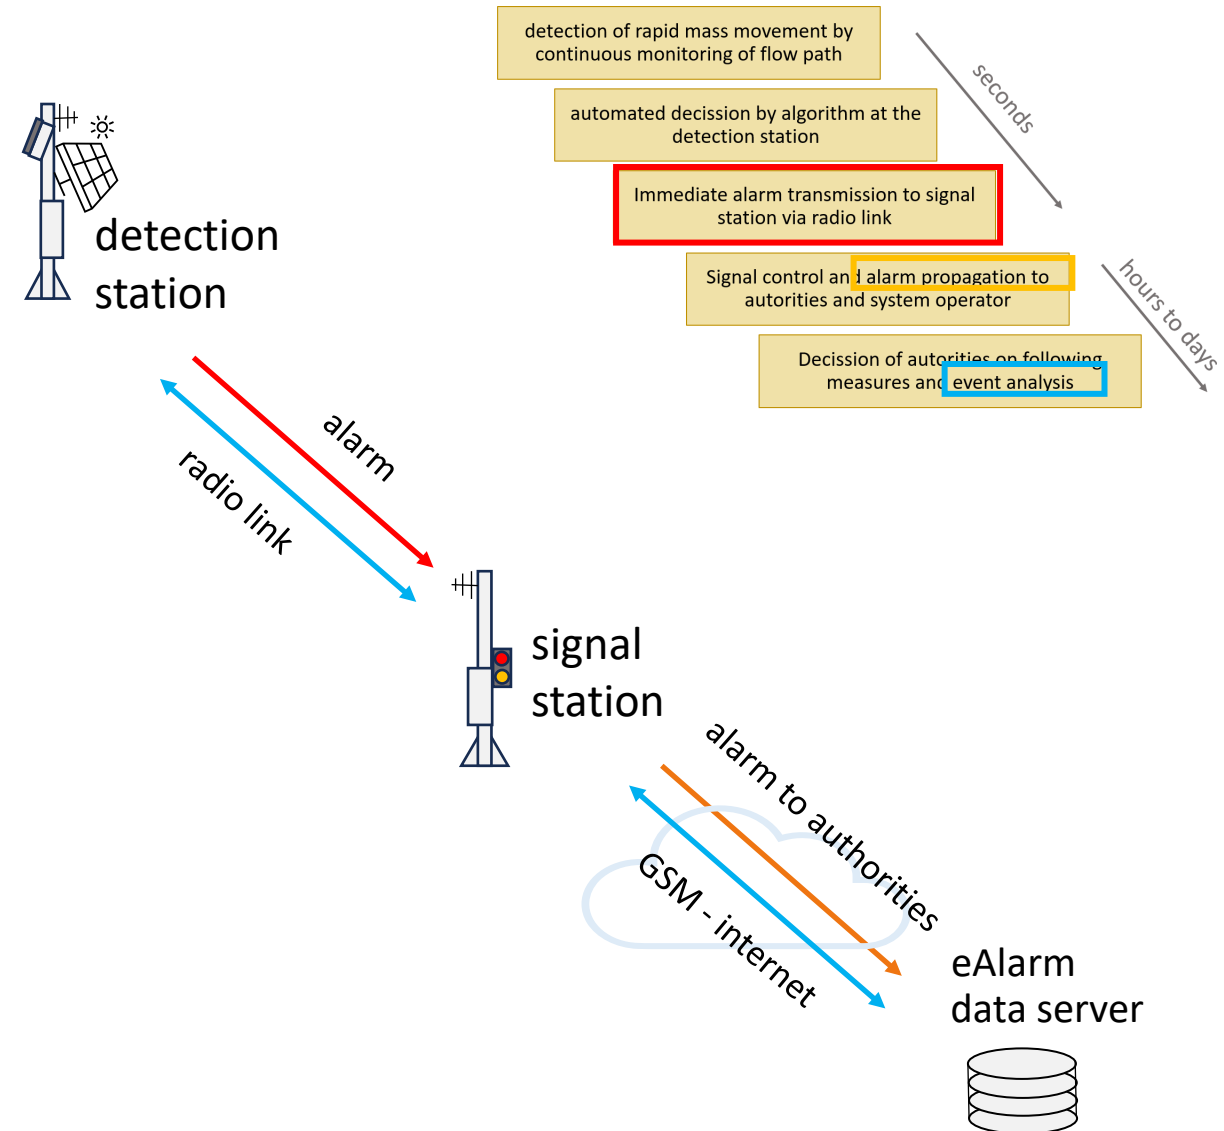 detection of rapid mass movement by
continuous monitoring of flow path
seconds
automated decission by algorithm at the
detection station
Immediate alarm transmission to signal
station via radio link
Signal control and alarm propagation to
autorities and system operator
hours to days
Decission of autorities on following
measures and event analysis
detection
station
alarm
radio link
signal
station
alarm to authorities
GSM - internet
eAlarm
data server